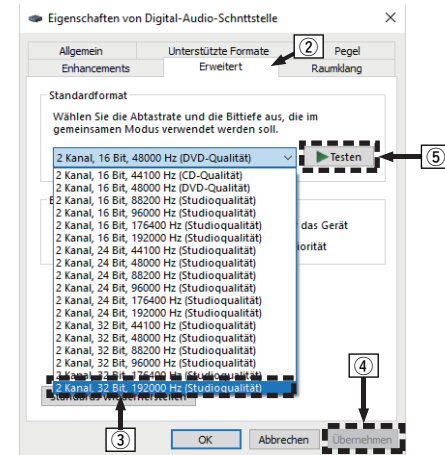 Eigenschaften von Digital-Audio-Schnttstelle
Allgemein Unterstützte Formate ② Pegel
Enhancements Erweitert Raumklang
Standardformat
Wählen Sie die Abtastrate und die Bittiefe aus, die im
gemeinsamen Modus verwendet werden soll.
2 Kanal, 16 Bit, 48000 Hz (DVD-Qualität) Testen ⑤
2 Kanal, 16 Bit, 44100 Hz (CD-Qualität)
2 Kanal, 16 Bit, 48000 Hz (DVD-Qualität)
2 Kanal, 16 Bit, 88200 Hz (Studioqualität)
2 Kanal, 16 Bit, 96000 Hz (Studioqualität)
2 Kanal, 16 Bit, 176400 Hz (Studioqualität)
das Gerät
2 Kanal, 16 Bit, 192000 Hz (Studioqualität)
2 Kanal, 24 Bit, 44100 Hz (Studioqualität)
iorität
2 Kanal, 24 Bit, 48000 Hz (Studioqualität)
2 Kanal, 24 Bit, 88200 Hz (Studioqualität)
2 Kanal, 24 Bit, 96000 Hz (Studioqualität)
2 Kanal, 24 Bit, 176400 Hz (Studioqualität)
2 Kanal, 24 Bit, 192000 Hz (Studioqualität)
2 Kanal, 32 Bit, 44100 Hz (Studioqualität)
2 Kanal, 32 Bit, 48000 Hz (Studioqualität)
2 Kanal, 32 Bit, 88200 Hz (Studioqualität)
2 Kanal, 32 Bit, 96000 Hz (Studioqualität)
2 Kanal, 32 Bit, 176400 Hz (Studioqualität)
2 Kanal, 32 Bit, 192000 Hz (Studioqualität)
④
③
OK Abbrechen Übernehmen